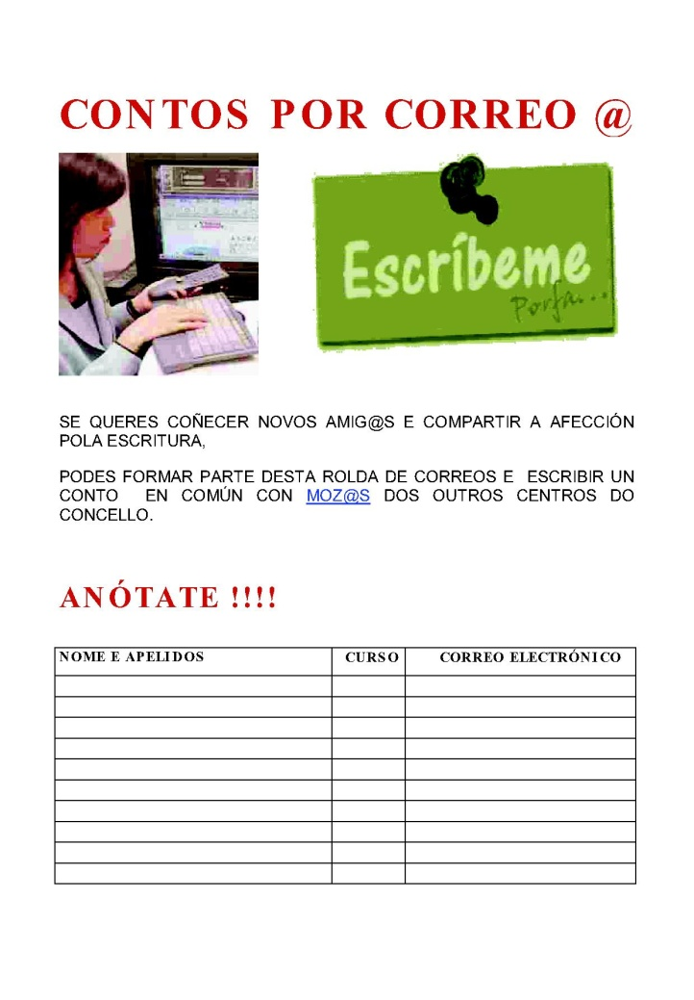 CONTOS POR CORREO @
Escríbeme
Porfa...
SE QUERES COÑECER NOVOS AMIG@S E COMPARTIR A AFECCIÓN
POLA ESCRITURA,
PODES FORMAR PARTE DESTA ROLDA DE CORREOS E ESCRIBIR UN
CONTO EN COMÚN CON MOZ@S DOS OUTROS CENTROS DO
CONCELLO.
ANÓTATE !!!!
NOME E APELIDOS CURSO CORREO ELECTRÓNICO